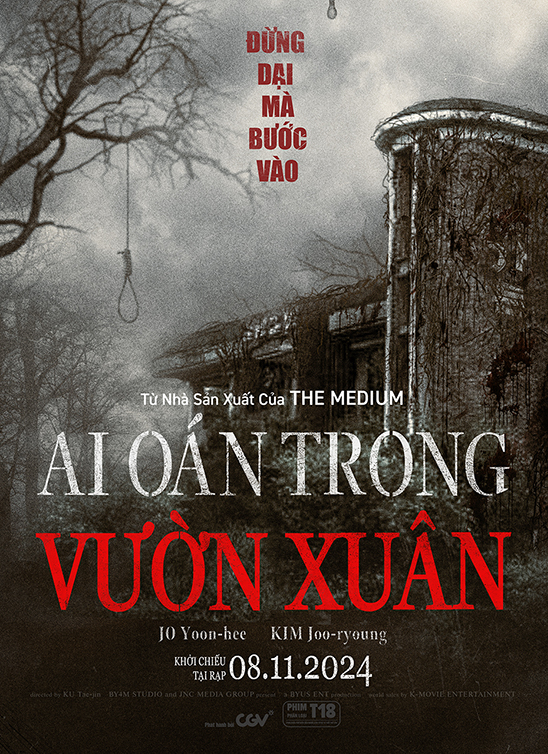 ĐỪNG
DẠI
MÀ
BƯỚC
VÀO
Từ Nhà Sản Xuất Của THE MEDIUM
AI OÁN TRONG
VƯỜN XUÂN
JO Yoon-hee KIM Joo-ryoung
KHỞI CHIẾU
TẠI RẠP 08.11.2024
directed by KU Tae-jin BY4M STUDIO and JNC MEDIA GROUP present a BYUS ENT production world sales by K-MOVIE ENTERTAINMENT
Phát hành bởi CGV PHIM PHÂN LOẠI T18